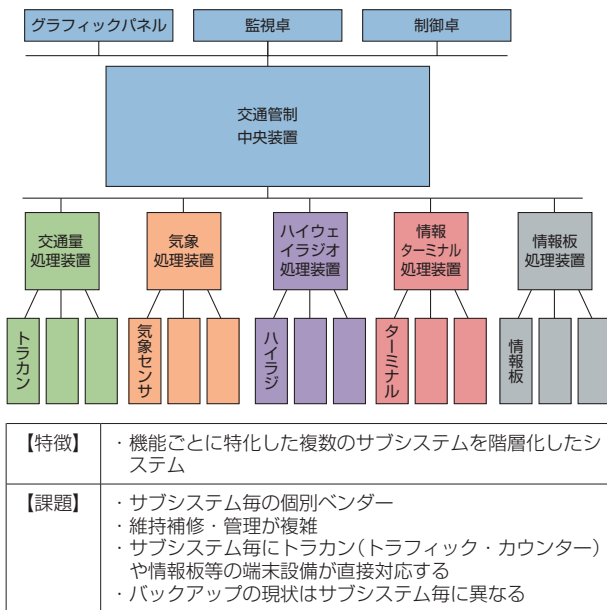 グラフィックパネル
監視卓
制御卓
交通管制
中央装置
交通量
処理装置
気象
処理装置
ハイウェ
イラジオ
処理装置
情報
ターミナル
処理装置
情報板
処理装置
トラカン
気象センサ
ハイラジ
ターミナル
情報板
【特徴】
・機能ごとに特化した複数のサブシステムを階層化したシ
ステム
【課題】
・サブシステム毎の個別ベンダー
・維持補修・管理が複雑
・サブシステム毎にトラカン(トラフィック・カウンター)
や情報板等の端末設備が直接対応する
・バックアップの現状はサブシステム毎に異なる